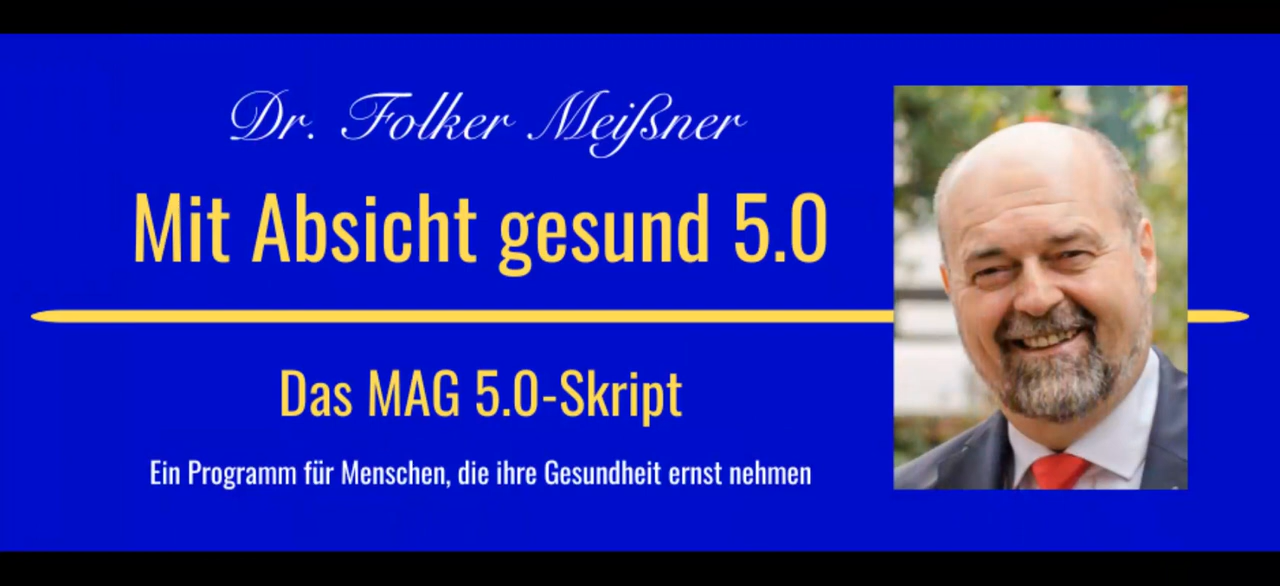 Dr. Folker Meißner
Mit Absicht gesund 5.0
Das MAG 5.0-Skript
Ein Programm für Menschen, die ihre Gesundheit ernst nehmen